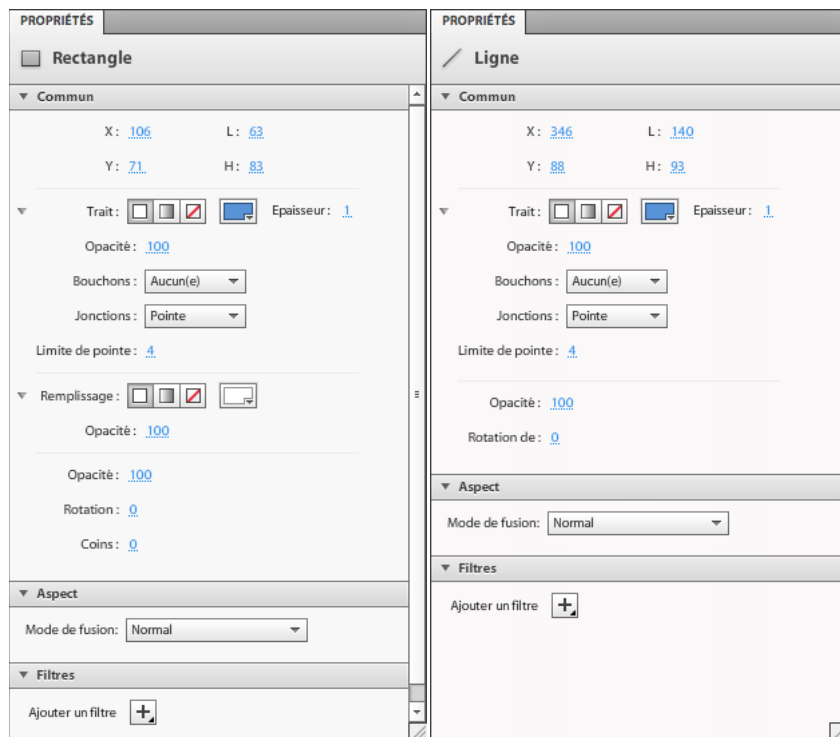 PROPRIÉTÉS
Rectangle
Commun
X : 106 L : 63
Y : 71 H : 83
Trait : Epaisseur : 1
Opacité : 100
Bouchons : Aucun(e)
Jonctions : Pointe
Limite de pointe : 4
Remplissage :
Opacité : 100
Opacité : 100
Rotation : 0
Coins : 0
Aspect
Mode de fusion: Normal
Filtres
Ajouter un filtre
PROPRIÉTÉS
Ligne
Commun
X : 346 L : 140
Y : 88 H : 93
Trait : Epaisseur : 1
Opacité : 100
Bouchons : Aucun(e)
Jonctions : Pointe
Limite de pointe : 4
Opacité : 100
Rotation de : 0
Aspect
Mode de fusion: Normal
Filtres
Ajouter un filtre